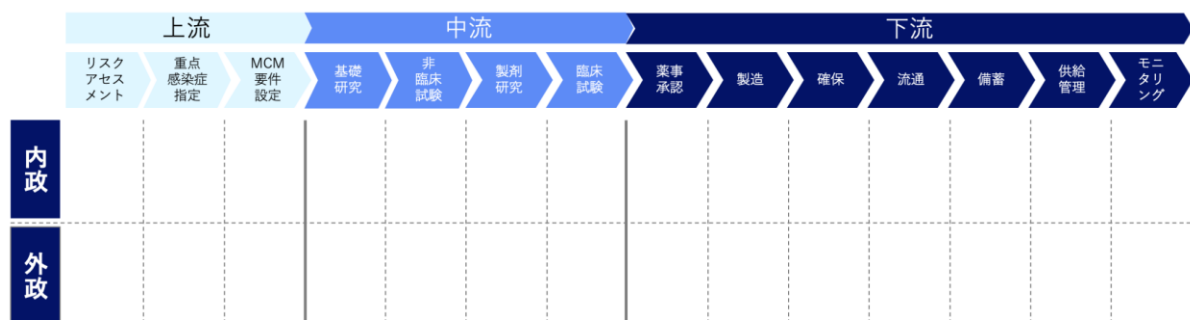 上流
中流
下流
リスク
アセス
メント
重点
感染症
指定
MCM
要件
設定
基礎
研究
非
臨床
試験
製剤
研究
臨床
試験
薬事
承認
製造
確保
流通
備蓄
供給
管理
モニ
タリ
ング
内政
外政